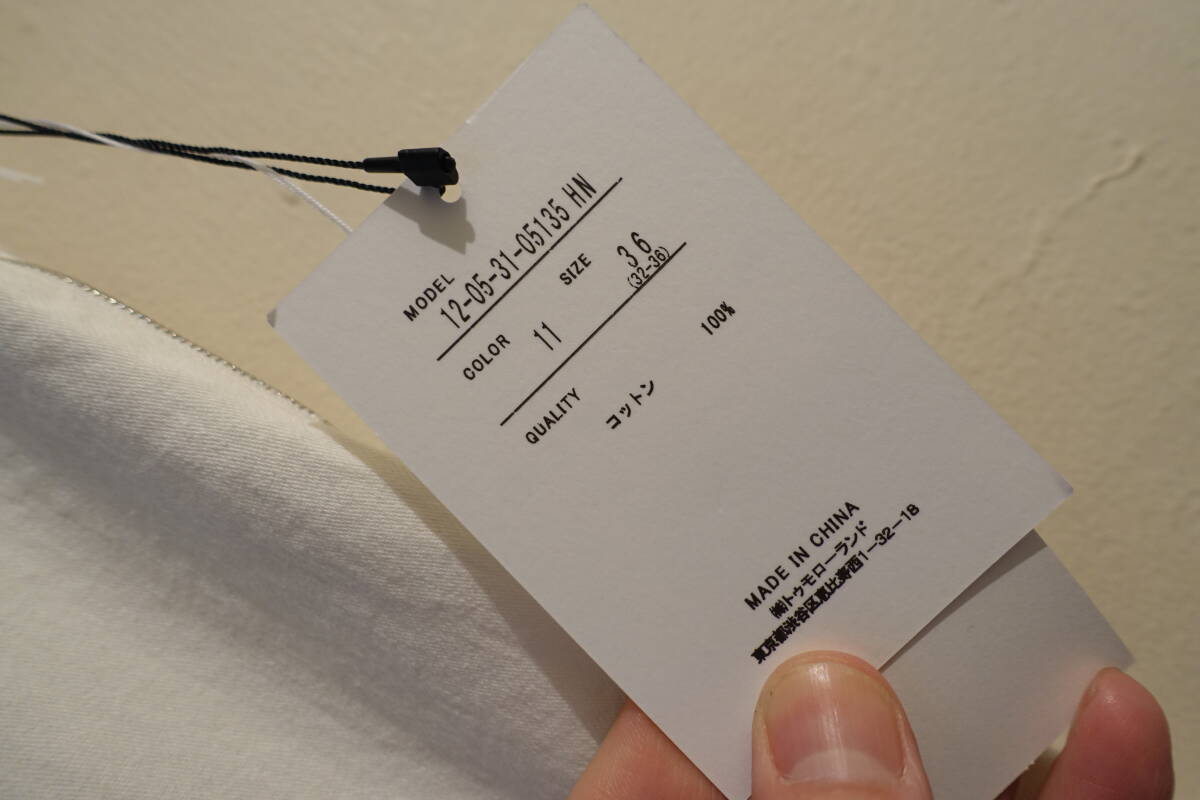 MODEL
12-05-31-05135 HN
COLOR 11 SIZE 36
(32-36)
QUALITY
コットン 100%
MADE IN CHINA
㈱トゥモローランド
東京都渋谷区恵比寿西1-32-18